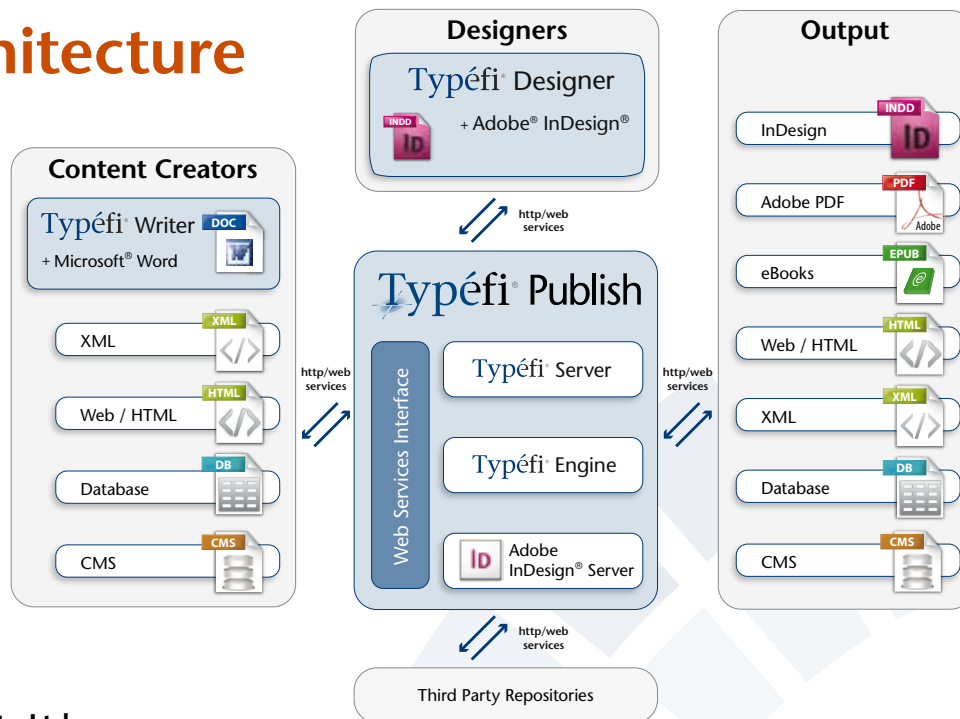 hitecture
Content Creators
Typéfi® Writer
DOC
+ Microsoft® Word
XML
XML
HTML
Web / HTML
DB
Database
CMS
CMS
http/web
services
Designers
Typéfi® Designer
INDD
ID
+ Adobe® InDesign®
http/web
services
Typéfi® Publish
Web Services Interface
Typéfi® Server
Typéfi® Engine
ID
Adobe
InDesign® Server
http/web
services
Third Party Repositories
http/web
services
Output
INDD
InDesign
ID
PDF
Adobe PDF
Adobe
EPUB
eBooks
HTML
Web / HTML
XML
XML
DB
Database
CMS
CMS